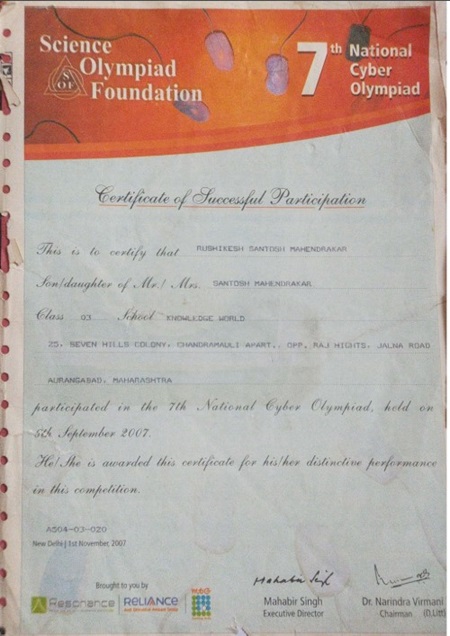 Science
Olympiad
Foundation
SOF
7th National
Cyber
Olympiad
Certificate of Successful Participation
This is to certify that RUSHIKESH SANTOSH MAHENDRAKAR
Son/daughter of Mr./ Mrs. SANTOSH MAHENDRAKAR
Class 03 School KNOWLEDGE WORLD
25, SEVEN HILLS COLONY, CHANDRAMAULI APART., OPP. RAJ HIGHTS, JALNA ROAD
AURANGABAD, MAHARASHTRA
participated in the 7th National Cyber Olympiad, held on
5th September 2007.
He/She is awarded this certificate for his/her distinctive performance
in this competition.
AS04-03-020
New Delhi | 1st November, 2007
Brought to you by
Resonance
RELIANCE
Mahabir Singh
Mahabir Singh
Executive Director
Dr. Narindra Virmani
Chairman (D,Litt)